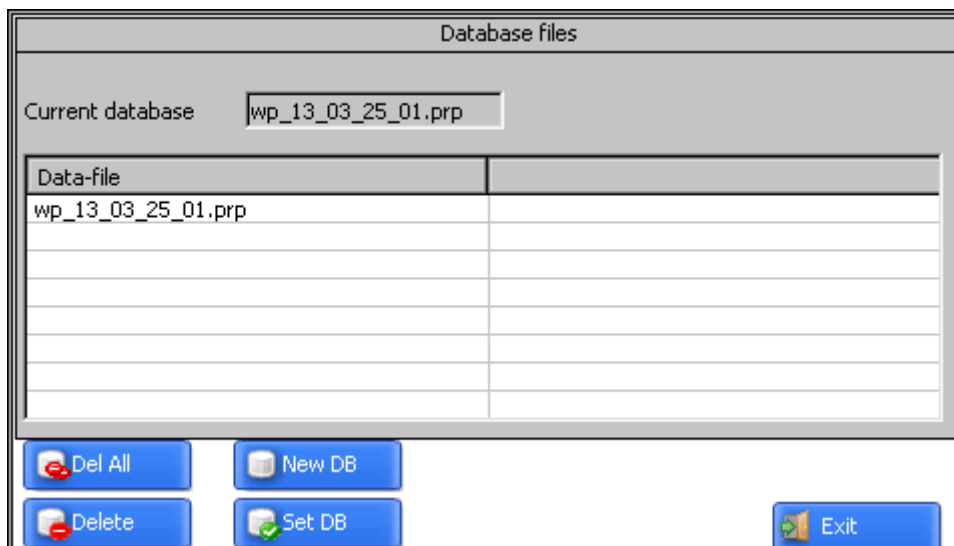 Database files
Current database wp_13_03_25_01.prp
Data-file
wp_13_03_25_01.prp
Del All New DB
Delete Set DB Exit